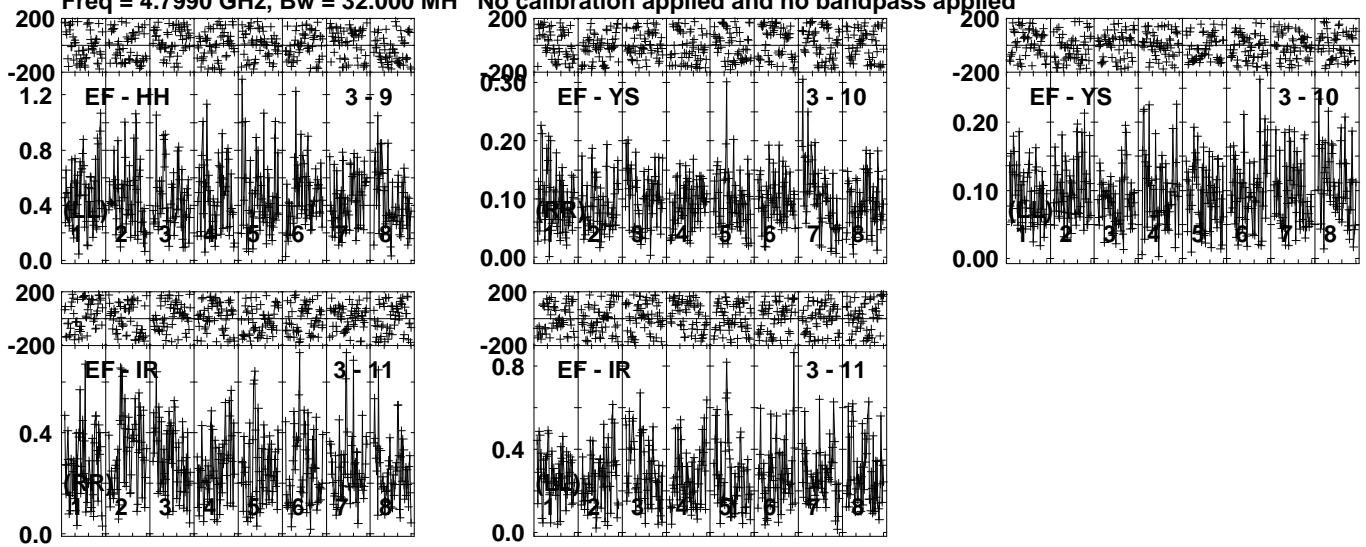 Freq = 4.7990 GHz, Bw = 32.000 MH No calibration applied and no bandpass applied
200
-200
1.2
0.8
0.4
0.0
EF - HH 3 - 9
(LL)
1 2 3 4 5 6 7 8
200
-200
0.30
0.20
0.10
0.00
EF - YS 3 - 10
(RR)
1 2 3 4 5 6 7 8
200
-200
0.20
0.10
0.00
EF - YS 3 - 10
(LL)
1 2 3 4 5 6 7 8
200
-200
0.4
0.0
EF - IR 3 - 11
(RR)
1 2 3 4 5 6 7 8
200
-200
0.8
0.4
0.0
EF - IR 3 - 11
(LL)
1 2 3 4 5 6 7 8